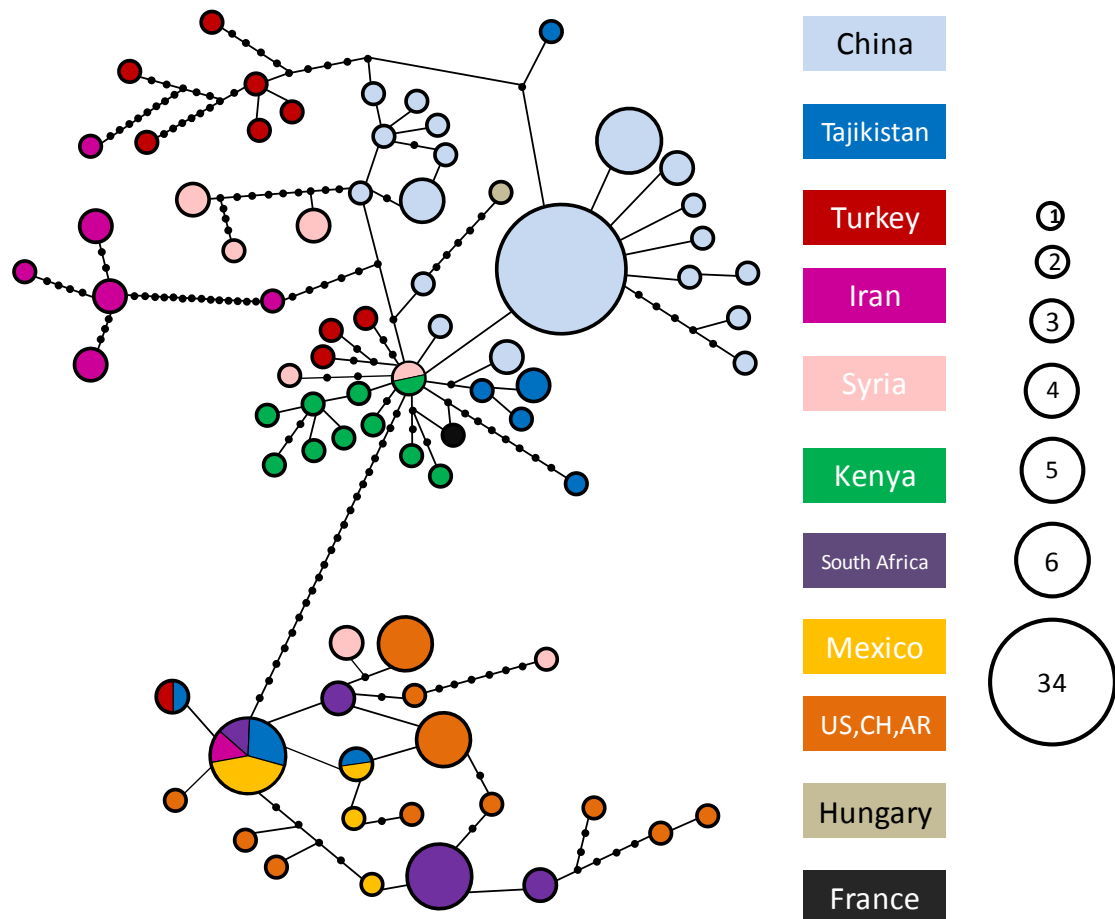 China
Tajikistan
Turkey
Iran
Syria
Kenya
South Africa
Mexico
US,CH,AR
Hungary
France
1
2
3
4
5
6
34